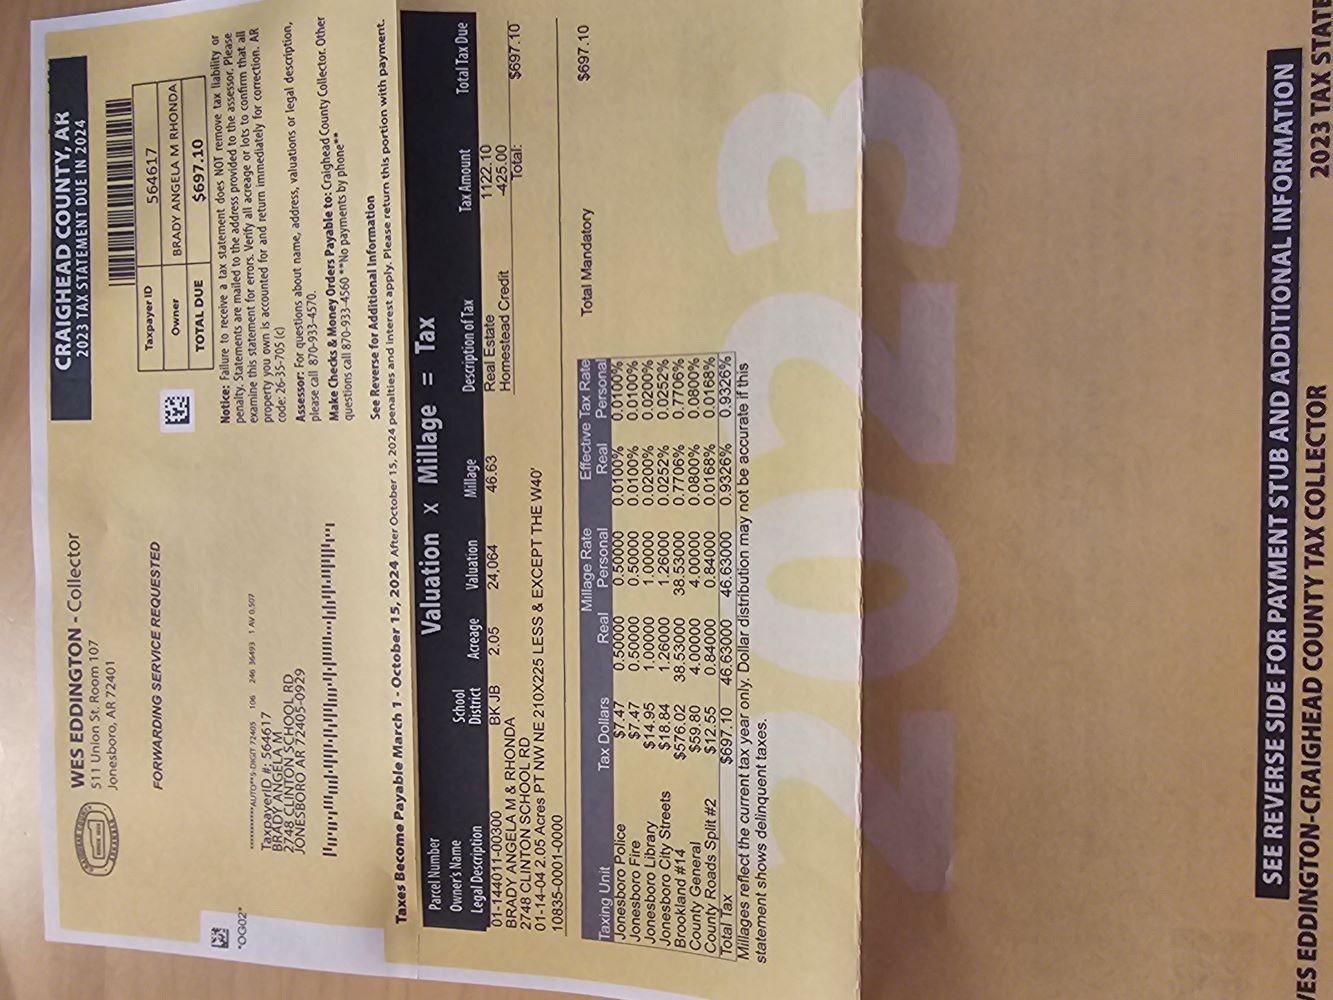 WES EDDINGTON - Collector
511 Union St. Room 107
Jonesboro, AR 72401
FORWARDING SERVICE REQUESTED
CRAIGHEAD COUNTY, AR
2023 TAX STATEMENT DUE IN 2024
Taxpayer ID 564617
Owner BRADY ANGELA M RHONDA
TOTAL DUE $697.10
Notice: Failure to receive a tax statement does NOT remove tax liability or
penalty. Statements are mailed to the address provided to the assessor. Please
examine this statement for errors. Verify all acreage or lots to confirm that all
property you own is accounted for and return immediately for correction. AR
code: 26-35-705 (c)
Assessor: For questions about name, address, valuations or legal description,
please call 870-933-4570.
Make Checks & Money Orders Payable to: Craighead County Collector. Other
questions call 870-933-4560 **No payments by phone**
See Reverse for Additional Information
*OG02*
***********AUTO**5-DIGIT 72405 106 246 36493 1 AV 0.507
TaxpayerID #: 564617
BRADY ANGELA M
2748 CLINTON SCHOOL RD
JONESBORO AR 72405-0929
Taxes Become Payable March 1 - October 15, 2024 After October 15, 2024 penalties and interest apply. Please return this portion with payment.
Valuation x Millage = Tax
Parcel Number
Owner's Name
Legal Description School District Acreage Valuation Millage Description of Tax Tax Amount Total Tax Due
01-144011-00300 BK JB 2.05 24,064 46.63 Real Estate 1122.10
BRADY ANGELA M & RHONDA Homestead Credit -425.00
2748 CLINTON SCHOOL RD Total: $697.10
01-14-04 2.05 Acres PT NW NE 210X225 LESS & EXCEPT THE W40'
10835-0001-0000
Total Mandatory $697.10
Millage Rate Effective Tax Rate
Taxing Unit Tax Dollars Real Personal Real Personal
Jonesboro Police $7.47 0.50000 0.50000 0.0100% 0.0100%
Jonesboro Fire $7.47 0.50000 0.50000 0.0100% 0.0100%
Jonesboro Library $14.95 1.00000 1.00000 0.0200% 0.0200%
Jonesboro City Streets $18.84 1.26000 1.26000 0.0252% 0.0252%
Brookland #14 $576.02 38.53000 38.53000 0.7706% 0.7706%
County General $59.80 4.00000 4.00000 0.0800% 0.0800%
County Roads Split #2 $12.55 0.84000 0.84000 0.0168% 0.0168%
Total Tax $697.10 46.63000 46.63000 0.9326% 0.9326%
Millages reflect the current tax year only. Dollar distribution may not be accurate if this
statement shows delinquent taxes.
2023
SEE REVERSE SIDE FOR PAYMENT STUB AND ADDITIONAL INFORMATION
ES EDDINGTON-CRAIGHEAD COUNTY TAX COLLECTOR 2023 TAX STATE